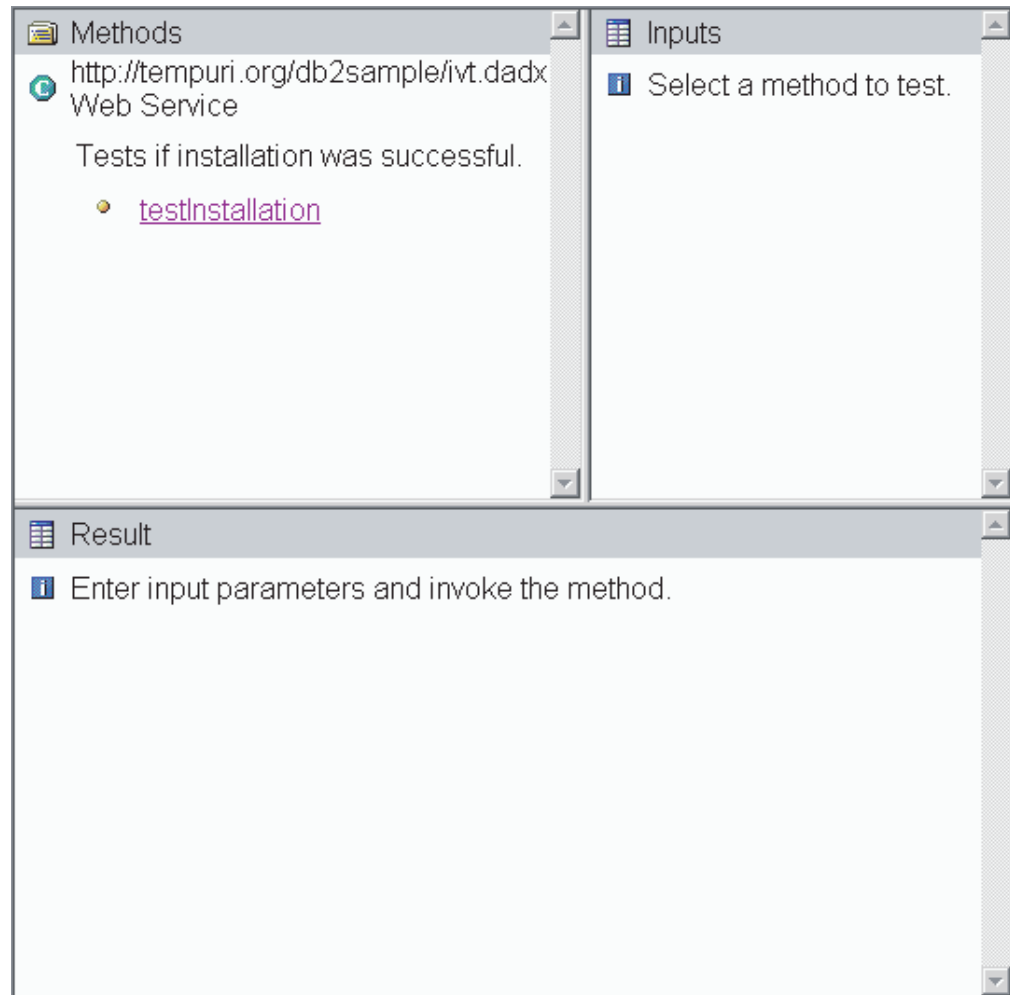 Methods
http://tempuri.org/db2sample/ivt.dadx
Web Service
Tests if installation was successful.
testInstallation
Inputs
Select a method to test.
Result
Enter input parameters and invoke the method.